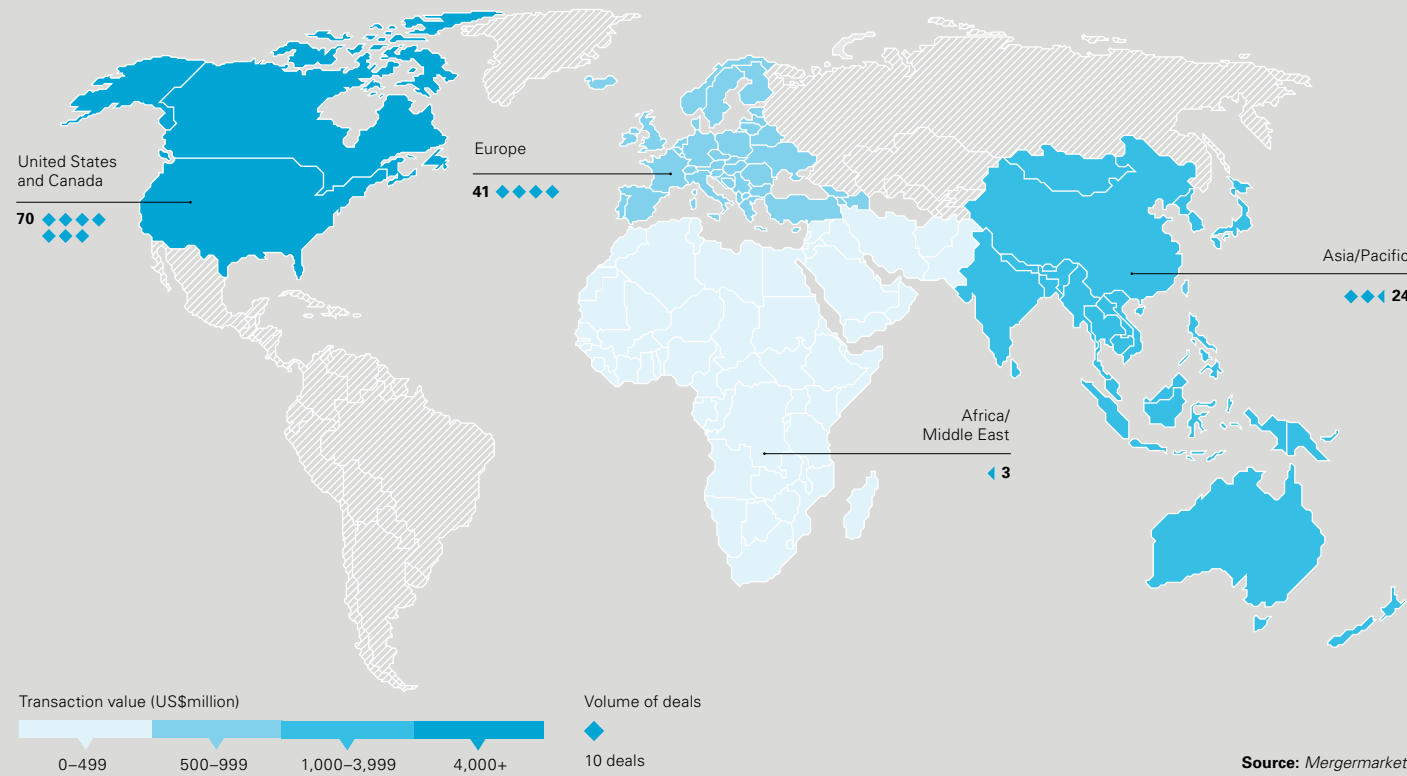 United States
and Canada
70
Europe
41
Asia/Pacific
24
Africa/
Middle East
3
Transaction value (US$million)
0–499
500–999
1,000–3,999
4,000+
Volume of deals
10 deals
Source: Mergermarket